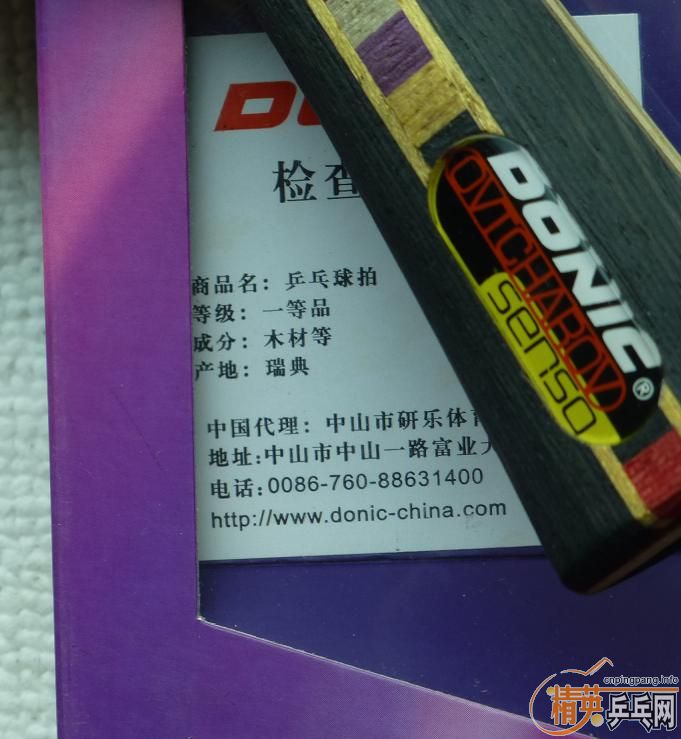 检查
商品名：乒乓球拍
等级：一等品
成分：木材等
产地：瑞典
中国代理：中山市研乐体育
地址:中山市中山一路富业大
电话:0086-760-88631400
http://www.donic-china.com
DONIC®
OVTCHAROV
senso
cnpingpang.info
精英乒乓网